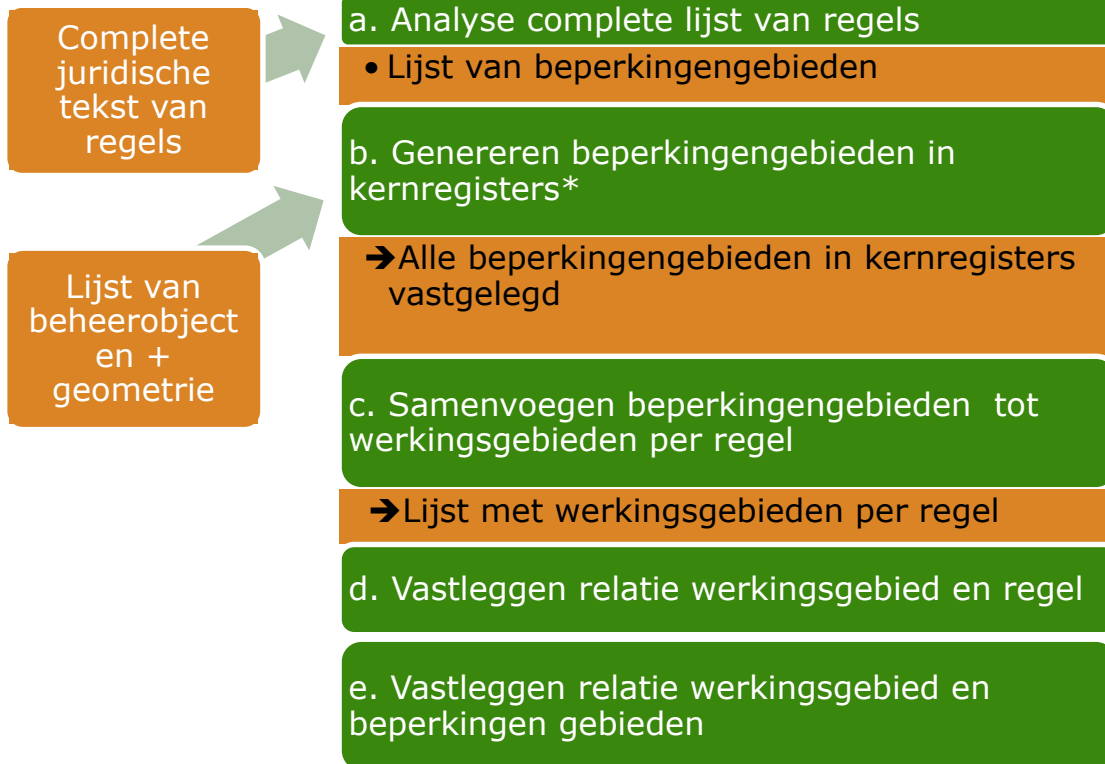 Complete
juridische
tekst van
regels
Lijst van
beheerobject
en +
geometrie
a. Analyse complete lijst van regels
• Lijst van beperkingengebieden
b. Genereren beperkingengebieden in
kernregisters*
➔Alle beperkingengebieden in kernregisters
vastgelegd
c. Samenvoegen beperkingengebieden  tot
werkingsgebieden per regel
➔Lijst met werkingsgebieden per regel
d. Vastleggen relatie werkingsgebied en regel
e. Vastleggen relatie werkingsgebied en
beperkingen gebieden